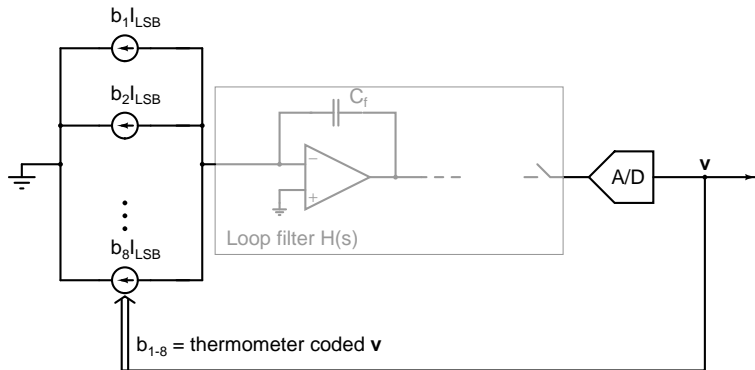 b1ILSB
b2ILSB
Cf
−
+
A/D
v
b8ILSB
Loop filter H(s)
b1-8 = thermometer coded v